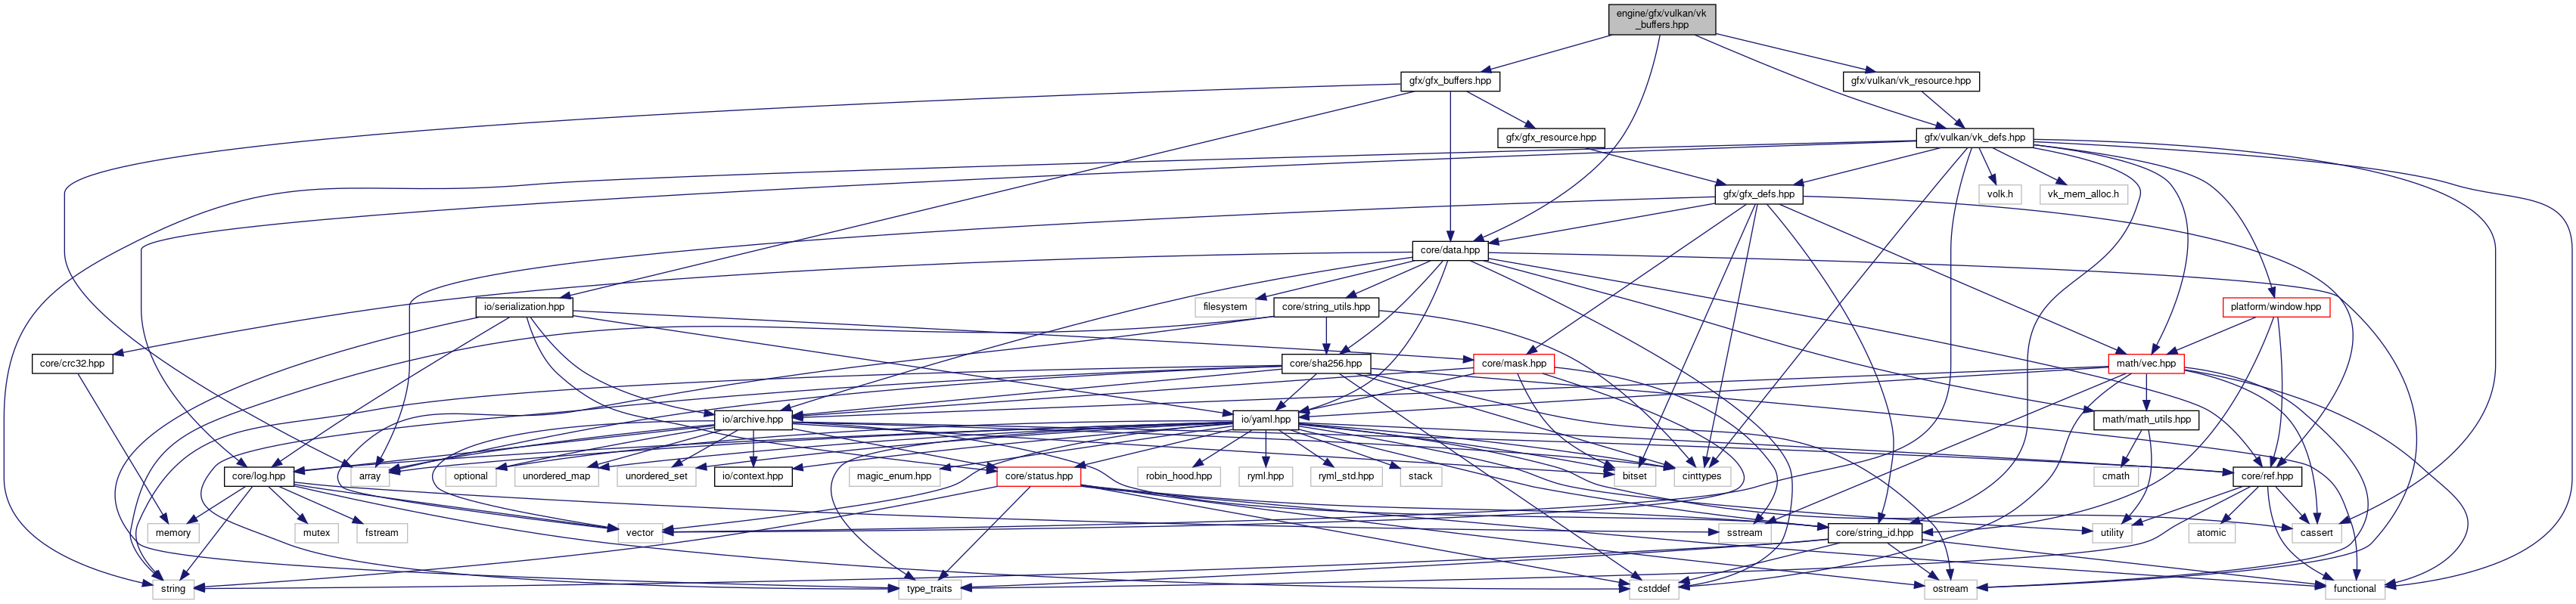 engine/gfx/vulkan/vk
_buffers.hpp
gfx/gfx_buffers.hpp
gfx/vulkan/vk_resource.hpp
gfx/gfx_resource.hpp
gfx/vulkan/vk_defs.hpp
gfx/gfx_defs.hpp
volk.h
vk_mem_alloc.h
core/data.hpp
io/serialization.hpp
filesystem
core/string_utils.hpp
platform/window.hpp
core/crc32.hpp
core/sha256.hpp
core/mask.hpp
math/vec.hpp
io/archive.hpp
io/yaml.hpp
math/math_utils.hpp
core/log.hpp
array
optional
unordered_map
unordered_set
io/context.hpp
magic_enum.hpp
core/status.hpp
robin_hood.hpp
ryml.hpp
ryml_std.hpp
stack
bitset
cinttypes
cmath
core/ref.hpp
memory
mutex
fstream
vector
sstream
core/string_id.hpp
utility
atomic
cassert
string
type_traits
cstddef
ostream
functional